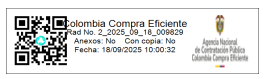 Colombia Compra Eficiente
Rad No. 2_2025_09_18_009829
Anexos: No Con copia: No
Fecha: 18/09/2025 10:00:32
Agencia Nacional
de Contratación Pública
Colombia Compra Eficiente